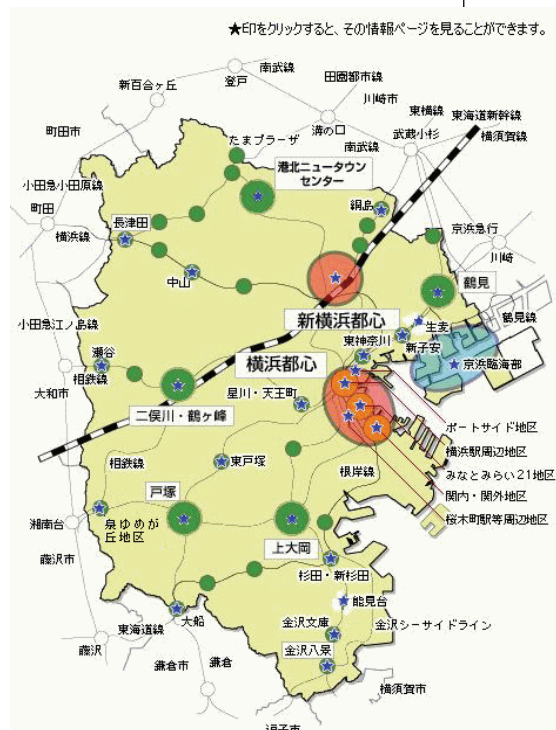 ★印をクリックすると、その情報ページを見ることができます。
新百合ヶ丘
登戸
南武線
田園都市線
川崎市
東横線
東海道新幹線
横須賀線
町田市
たまプラーザ
溝の口
武蔵小杉
南武線
港北ニュータウン
センター
小田急小田原線
町田
横浜線
長津田
綱島
京浜急行
川崎
中山
鶴見
鶴見線
新横浜都心
生麦
小田急江ノ島線
瀬谷
東神奈川
新子安
京浜臨海部
横浜都心
大和市
相鉄線
星川・天王町
二俣川・鶴ヶ峰
ポートサイド地区
横浜駅周辺地区
みなとみらい21地区
関内・関外地区
桜木町駅等周辺地区
相鉄線
東戸塚
根岸線
戸塚
湘南台
泉ゆめが
丘地区
上大岡
藤沢市
杉田・新杉田
能見台
大船
東海道線
金沢文庫
金沢シーサイドライン
藤沢
鎌倉市
鎌倉
金沢八景
横須賀市
逗子市